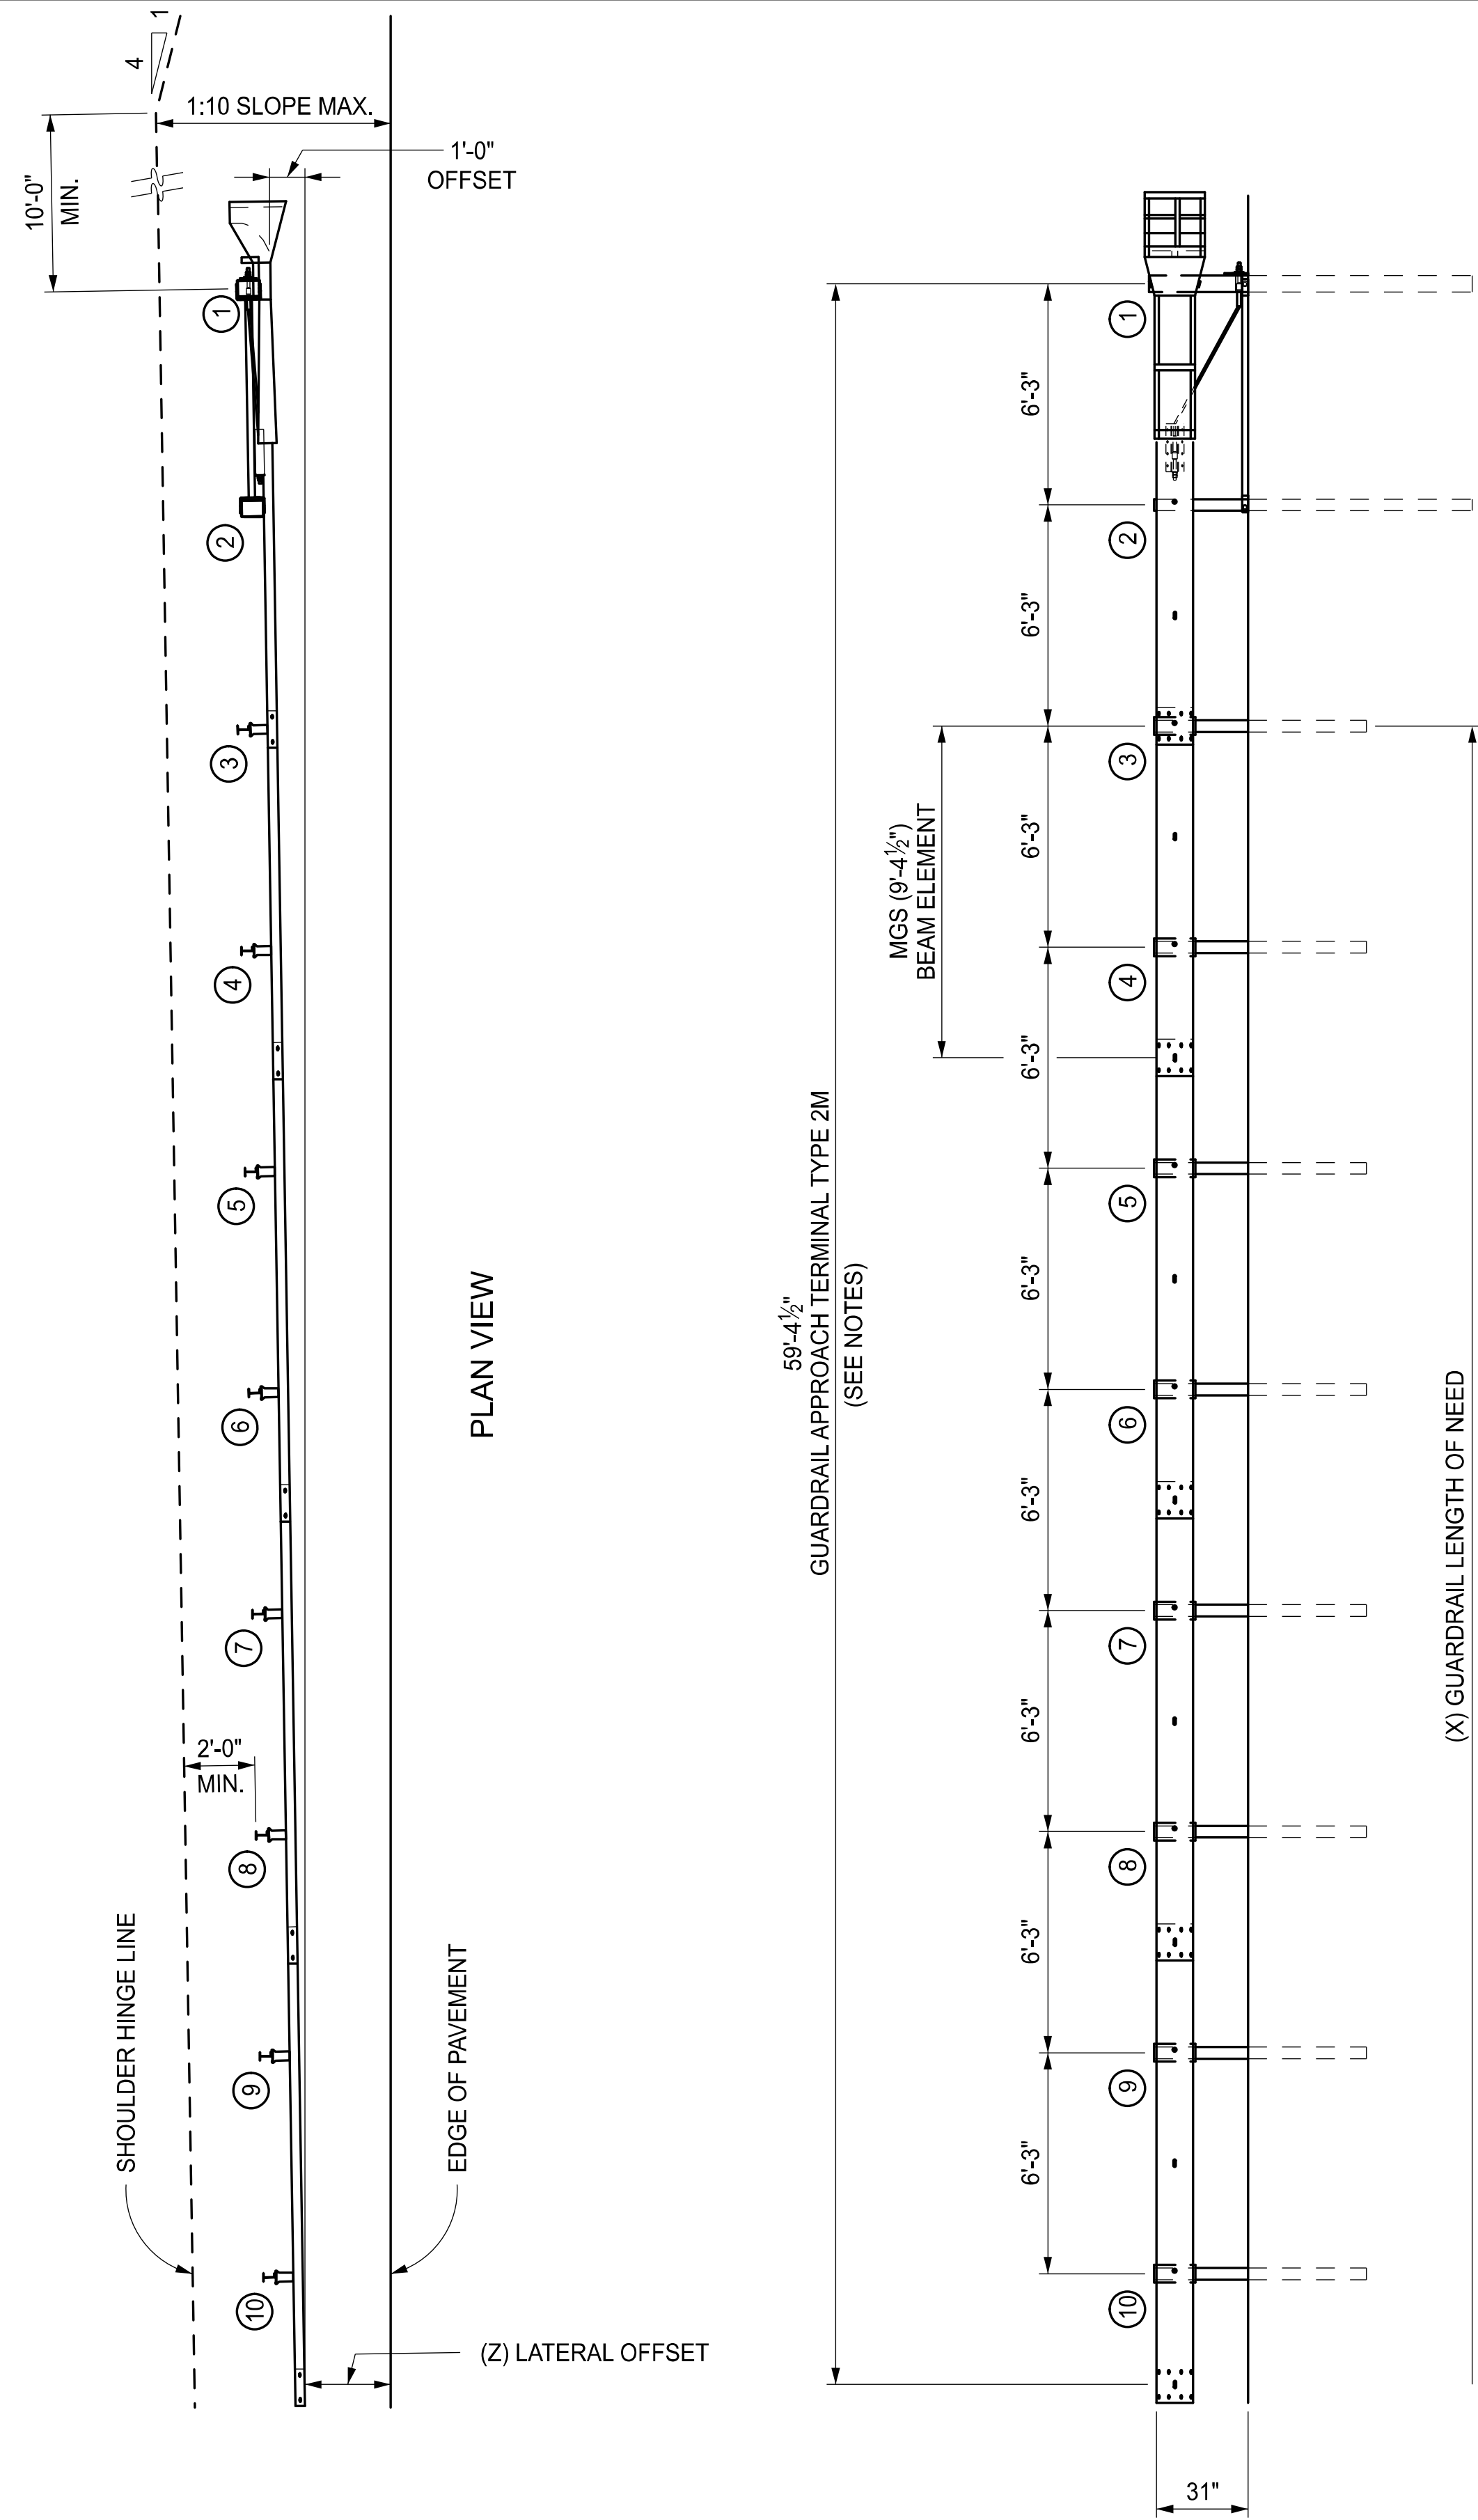 4
1
10'-0"
MIN.
1:10 SLOPE MAX.
1'-0"
OFFSET
1
2
3
4
5
6
7
8
9
10
2'-0"
MIN.
SHOULDER HINGE LINE
EDGE OF PAVEMENT
(Z) LATERAL OFFSET
PLAN VIEW
59'-4½"
GUARDRAIL APPROACH TERMINAL TYPE 2M
(SEE NOTES)
MGS (9'-4½")
BEAM ELEMENT
6'-3"
6'-3"
6'-3"
6'-3"
6'-3"
6'-3"
6'-3"
6'-3"
6'-3"
1
2
3
4
5
6
7
8
9
10
(X) GUARDRAIL LENGTH OF NEED
31"